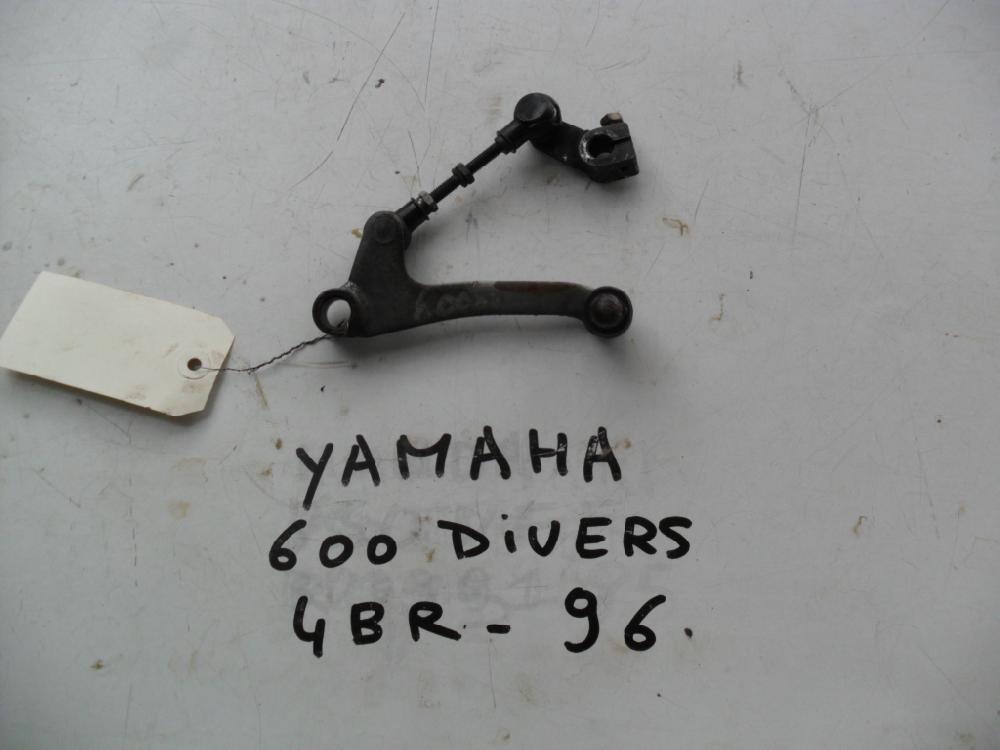 YAMAHA
600 DiVERS
4BR - 96.